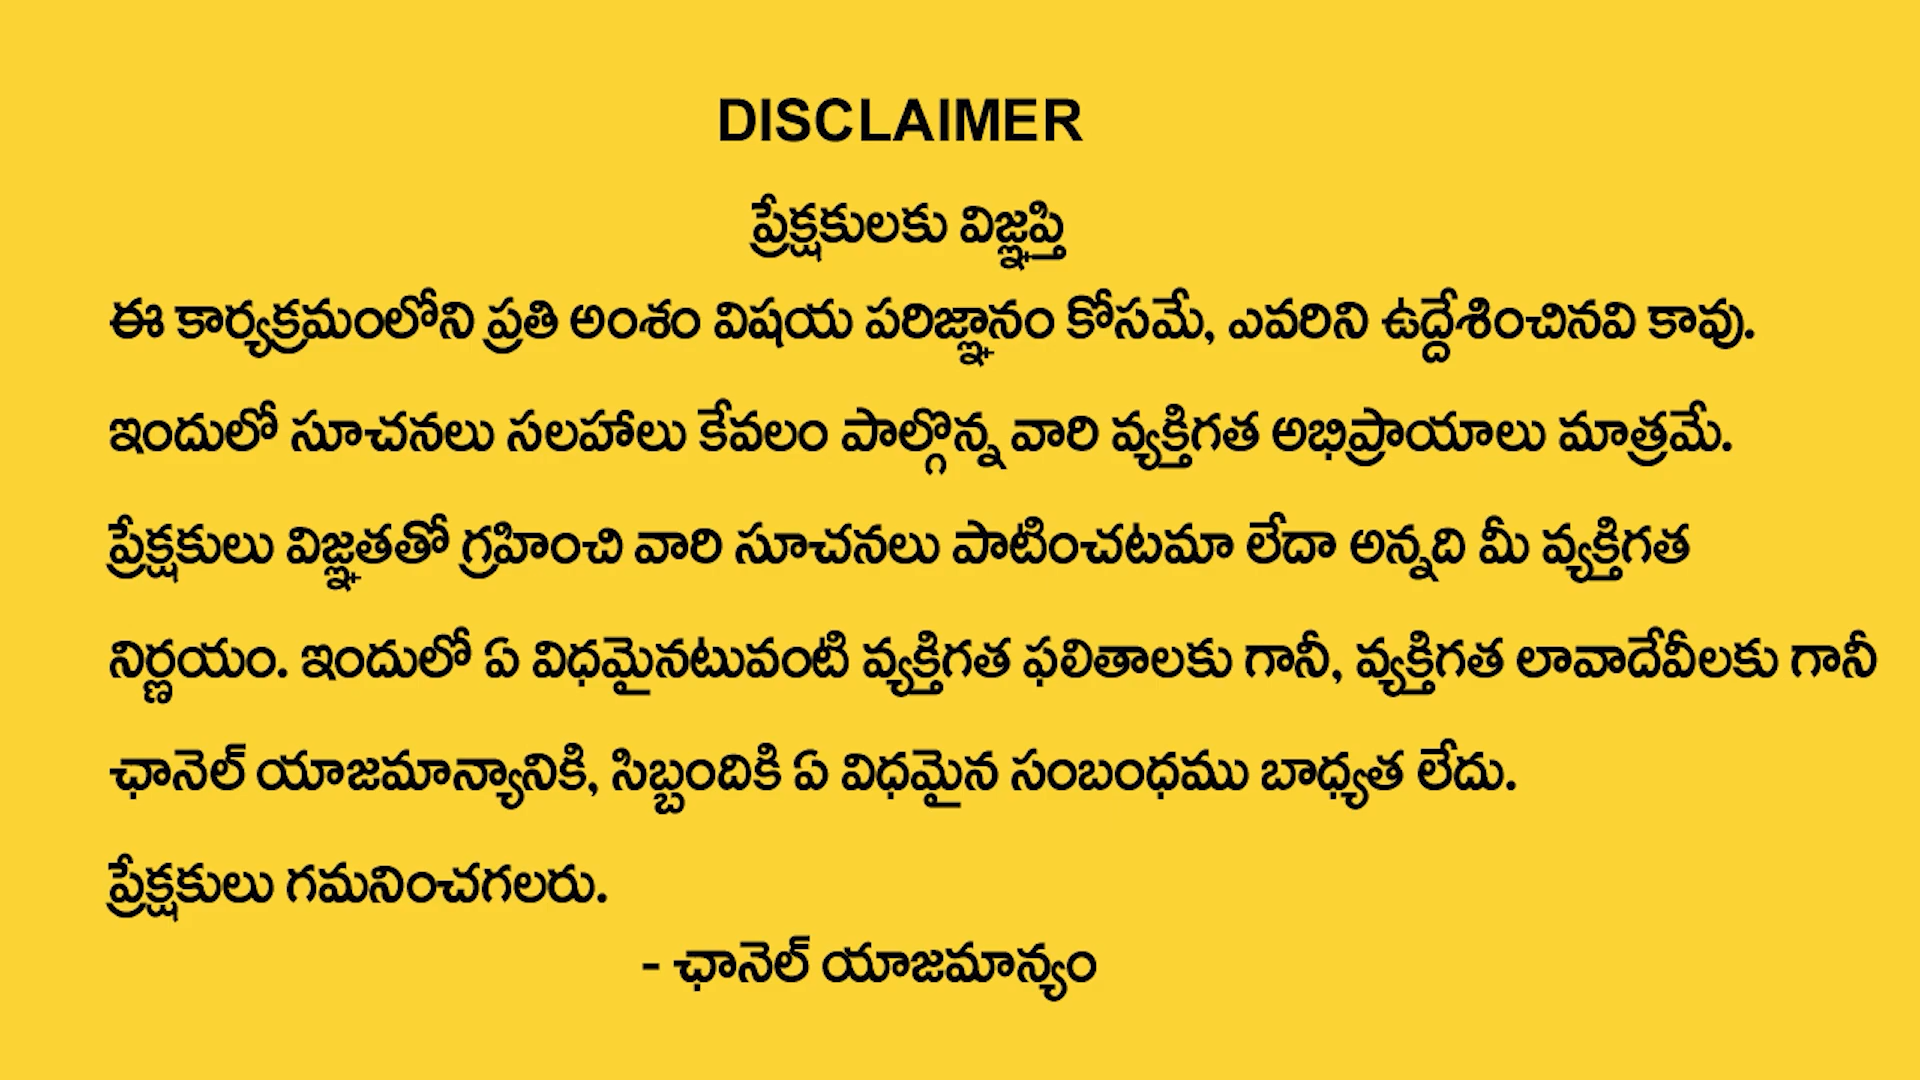 DISCLAIMER
ప్రేక్షకులకు విజ్ఞప్తి
ఈ కార్యక్రమంలోని ప్రతి అంశం విషయ పరిజ్ఞానం కోసమే, ఎవరిని ఉద్దేశించినవి కావు.
ఇందులో సూచనలు సలహాలు కేవలం పాల్గొన్న వారి వ్యక్తిగత అభిప్రాయాలు మాత్రమే.
ప్రేక్షకులు విజ్ఞతతో గ్రహించి వారి సూచనలు పాటించటమా లేదా అన్నది మీ వ్యక్తిగత
నిర్ణయం. ఇందులో ఏ విధమైనటువంటి వ్యక్తిగత ఫలితాలకు గానీ, వ్యక్తిగత లావాదేవీలకు గానీ
ఛానెల్ యాజమాన్యానికి, సిబ్బందికి ఏ విధమైన సంబంధము బాధ్యత లేదు.
ప్రేక్షకులు గమనించగలరు.
- ఛానెల్ యాజమాన్యం